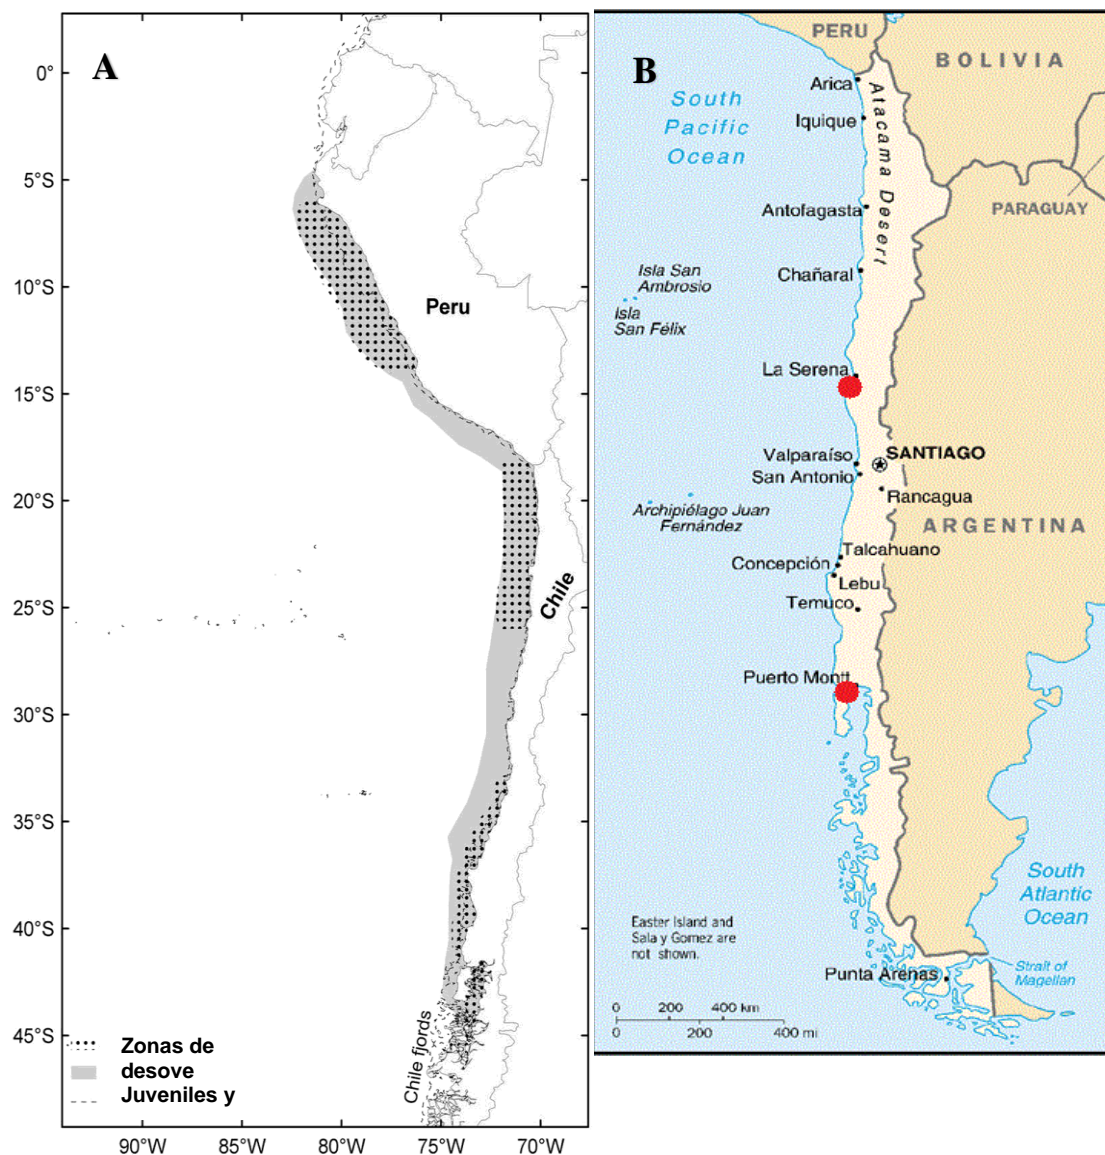 A
0°
5°S
10°S
15°S
20°S
25°S
30°S
35°S
40°S
45°S
90°W
85°W
80°W
75°W
70°W
Peru
Chile
Chile fjords
Zonas de
desove
Juveniles y
B
PERU
BOLIVIA
PARAGUAY
ARGENTINA
South
Pacific
Ocean
Arica
Iquique
Atacama Desert
Antofagasta
Chañaral
Isla San
Ambrosio
Isla
San Félix
La Serena
Valparaíso
SANTIAGO
San Antonio
Rancagua
Archipiélago Juan
Fernández
Talcahuano
Concepción
Lebu
Temuco
Puerto Montt
South
Atlantic
Ocean
Easter Island and
Sala y Gomez are
not shown.
Punta Arenas
Strait of
Magellan
0 200 400 km
0 200 400 mi